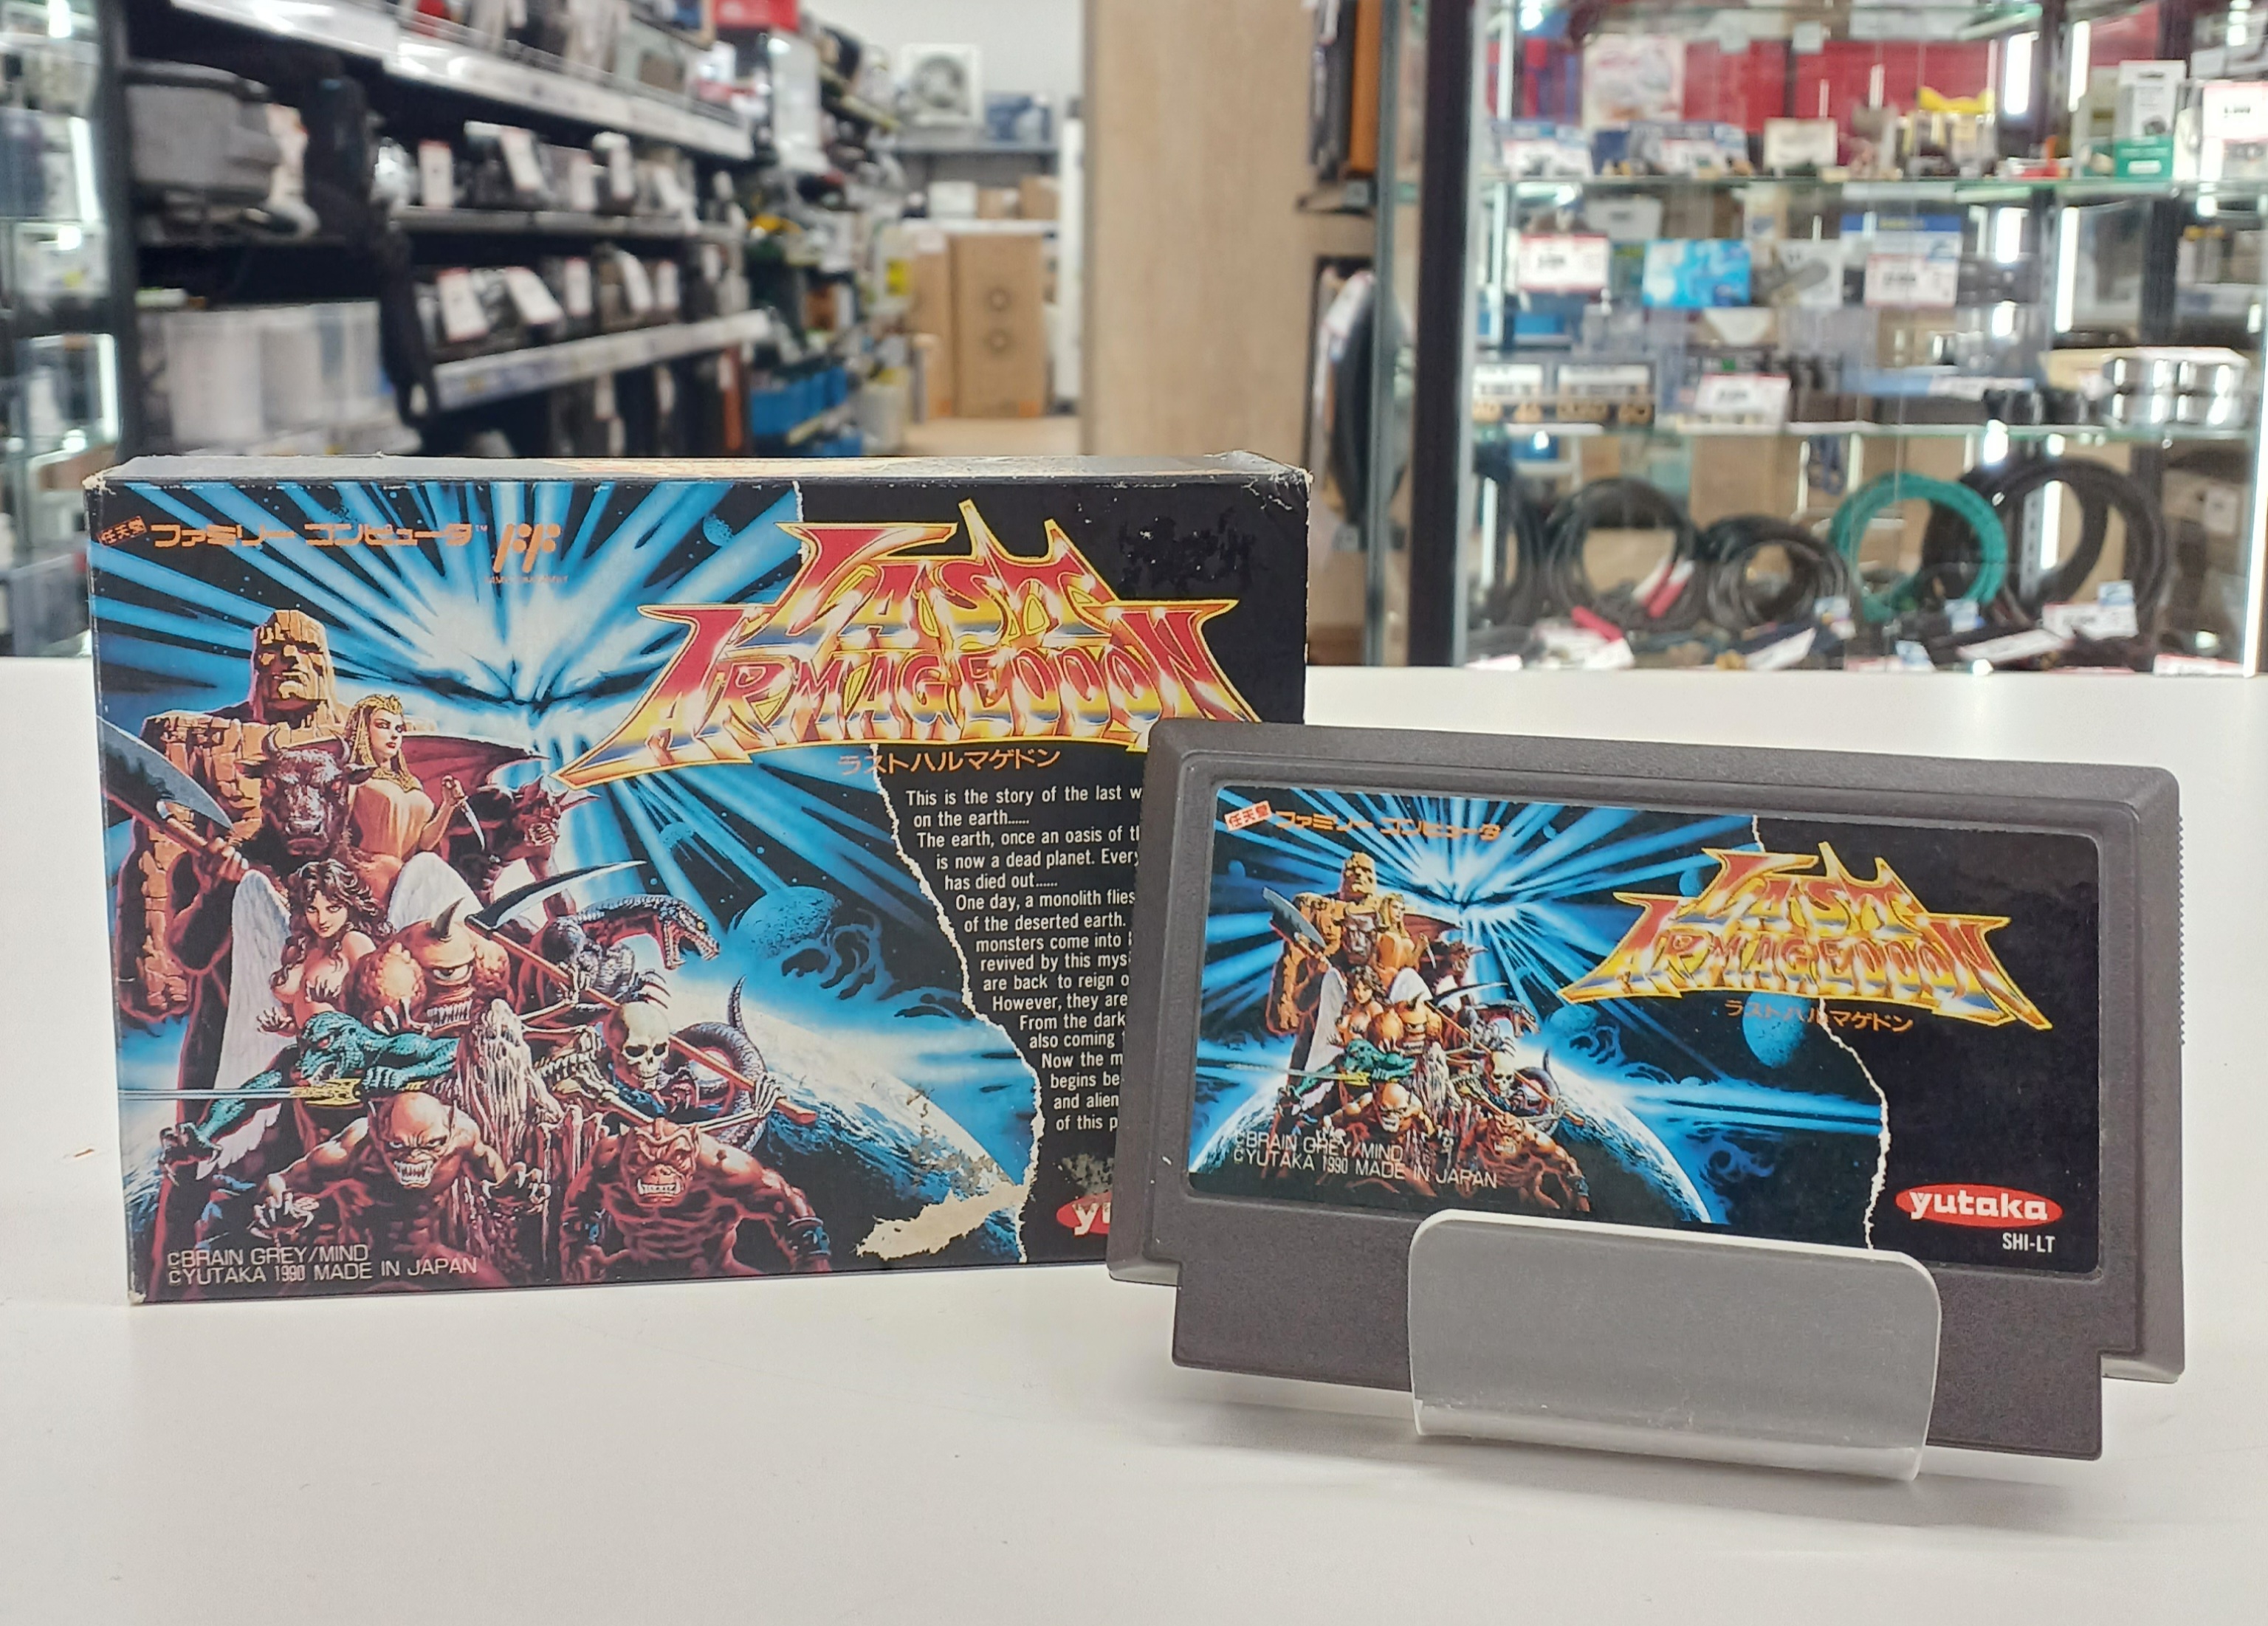 任天堂 ファミリー コンピュータ™
LAST
ARMAGEDDON
ラストハルマゲドン
This is the story of the last w
on the earth......
The earth, once an oasis of t
is now a dead planet. Every
has died out......
One day, a monolith flies
of the deserted earth.
monsters come into
revived by this mys
are back to reign o
However, they are
From the dark
also coming
Now the m
begins be
and alien
of this p
yu
©BRAIN GREY/MIND
©YUTAKA 1990 MADE IN JAPAN
任天堂 ファミリー コンピュータ
LAST
ARMAGEDDON
ラストハルマゲドン
©BRAIN GREY/MIND
©YUTAKA 1990 MADE IN JAPAN
yutaka
SHI-LT